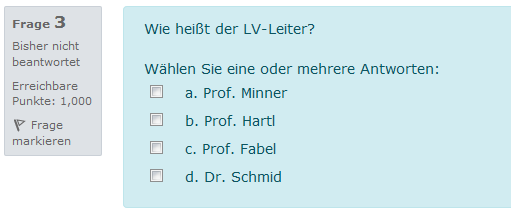 Frage 3
Bisher nicht
beantwortet
Erreichbare
Punkte: 1,000
Frage
markieren
Wie heißt der LV-Leiter?
Wählen Sie eine oder mehrere Antworten:
a. Prof. Minner
b. Prof. Hartl
c. Prof. Fabel
d. Dr. Schmid